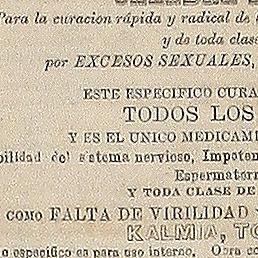 Para la curacion rápida y radical de
y de toda clase
por EXCESOS SEXUALES,
ESTE ESPECIFICO CURA
TODOS LOS
Y ES EL UNICO MEDICAM
bilidad del sistema nervioso, Impoten
Espermator
Y TODA CLASE DE
COMO FALTA DE VIRILIDAD Y
KALMIA, TO
o especifico es para uso interno. Obra co